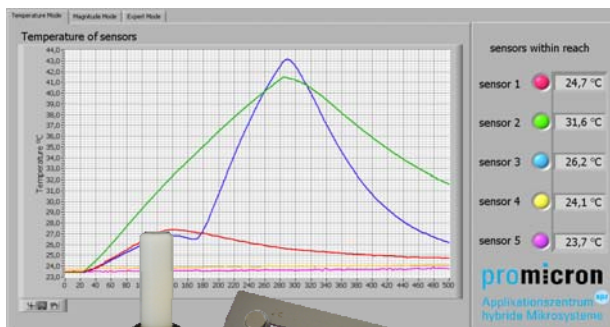 Temperature Mode Magnitude Mode Expert Mode
Temperature of sensors
Temperature °C
44,0
43,0
42,0
41,0
40,0
39,0
38,0
37,0
36,0
35,0
34,0
33,0
32,0
31,0
30,0
29,0
28,0
27,0
26,0
25,0
24,0
23,0
0 20 40 60 80 100 120 140 160 180 200 220 240 260 280 300 320 340 360 380 400 420 440 460 500
sensors within reach
sensor 1 24,7 °C
sensor 2 31,6 °C
sensor 3 26,2 °C
sensor 4 24,1 °C
sensor 5 23,7 °C
promicron
Applikationszentrum
hybride Mikrosysteme